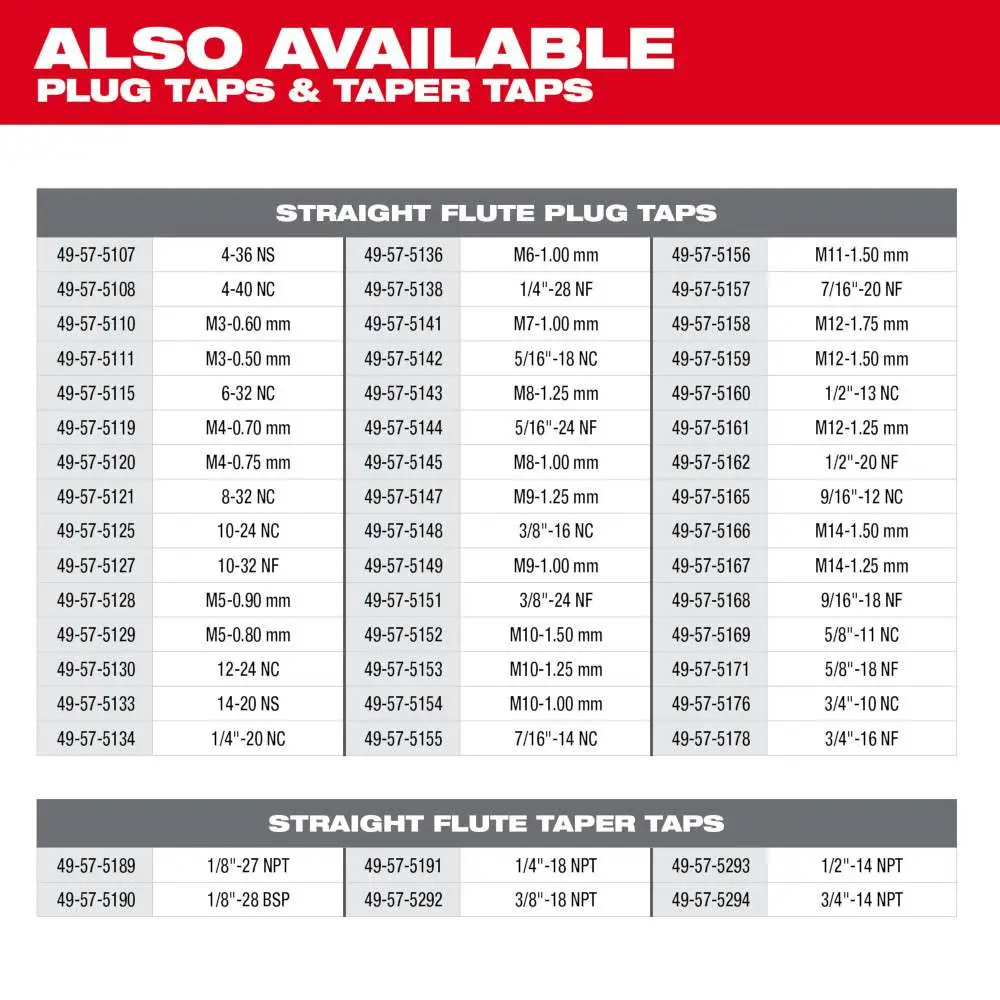 ALSO AVAILABLE
PLUG TAPS & TAPER TAPS
STRAIGHT FLUTE PLUG TAPS
49-57-5107 4-36 NS 49-57-5136 M6-1.00 mm 49-57-5156 M11-1.50 mm
49-57-5108 4-40 NC 49-57-5138 1/4"-28 NF 49-57-5157 7/16"-20 NF
49-57-5110 M3-0.60 mm 49-57-5141 M7-1.00 mm 49-57-5158 M12-1.75 mm
49-57-5111 M3-0.50 mm 49-57-5142 5/16"-18 NC 49-57-5159 M12-1.50 mm
49-57-5115 6-32 NC 49-57-5143 M8-1.25 mm 49-57-5160 1/2"-13 NC
49-57-5119 M4-0.70 mm 49-57-5144 5/16"-24 NF 49-57-5161 M12-1.25 mm
49-57-5120 M4-0.75 mm 49-57-5145 M8-1.00 mm 49-57-5162 1/2"-20 NF
49-57-5121 8-32 NC 49-57-5147 M9-1.25 mm 49-57-5165 9/16"-12 NC
49-57-5125 10-24 NC 49-57-5148 3/8"-16 NC 49-57-5166 M14-1.50 mm
49-57-5127 10-32 NF 49-57-5149 M9-1.00 mm 49-57-5167 M14-1.25 mm
49-57-5128 M5-0.90 mm 49-57-5151 3/8"-24 NF 49-57-5168 9/16"-18 NF
49-57-5129 M5-0.80 mm 49-57-5152 M10-1.50 mm 49-57-5169 5/8"-11 NC
49-57-5130 12-24 NC 49-57-5153 M10-1.25 mm 49-57-5171 5/8"-18 NF
49-57-5133 14-20 NS 49-57-5154 M10-1.00 mm 49-57-5176 3/4"-10 NC
49-57-5134 1/4"-20 NC 49-57-5155 7/16"-14 NC 49-57-5178 3/4"-16 NF
STRAIGHT FLUTE TAPER TAPS
49-57-5189 1/8"-27 NPT 49-57-5191 1/4"-18 NPT 49-57-5293 1/2"-14 NPT
49-57-5190 1/8"-28 BSP 49-57-5292 3/8"-18 NPT 49-57-5294 3/4"-14 NPT